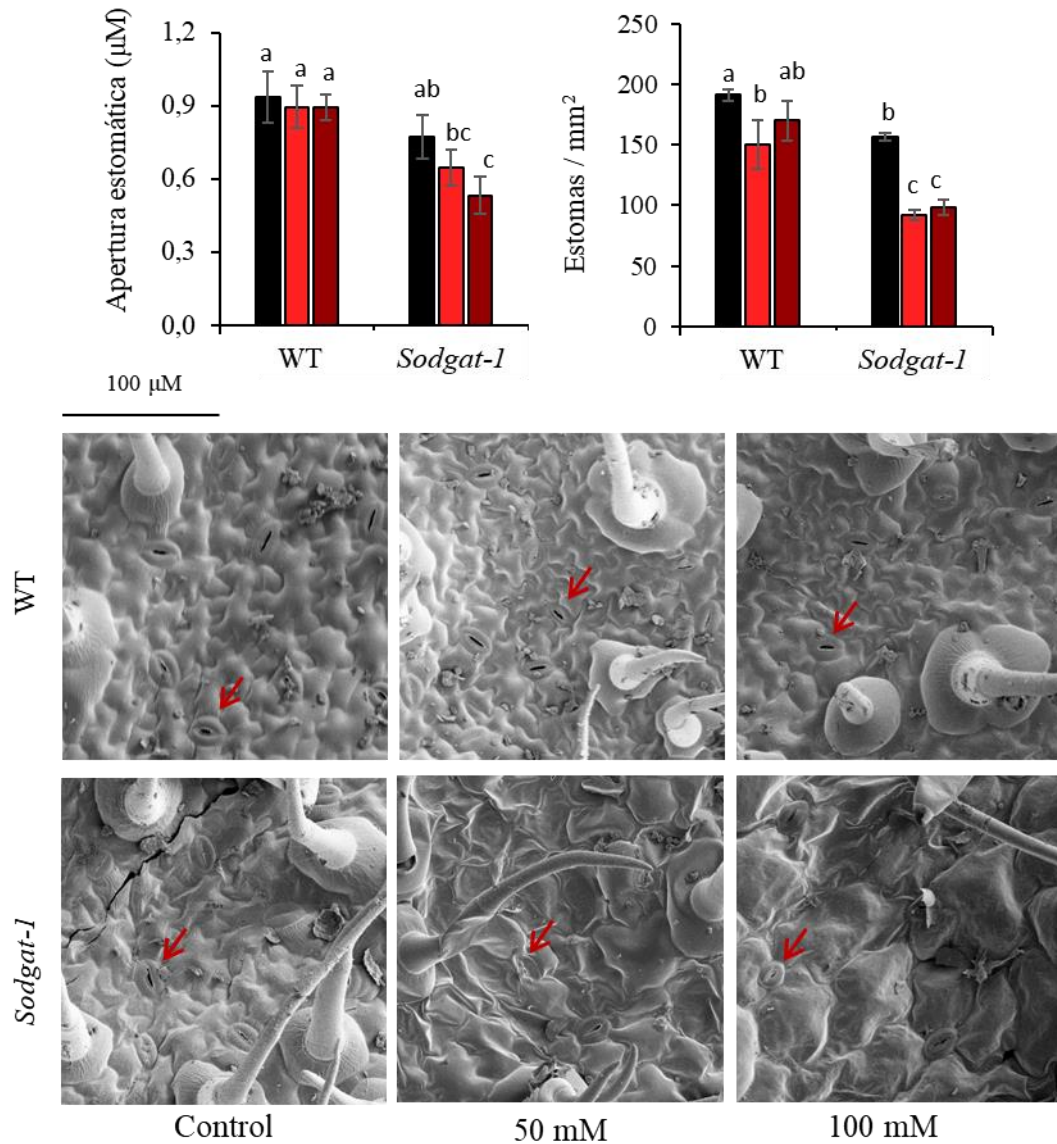 Apertura estomática (μM)
1,2
0,9
0,6
0,3
0,0
a
a
a
ab
bc
c
WT
Sodgat-1
Estomas / mm²
250
200
150
100
50
0
a
b
ab
b
c
c
WT
Sodgat-1
100 μM
WT
Sodgat-1
Control
50 mM
100 mM